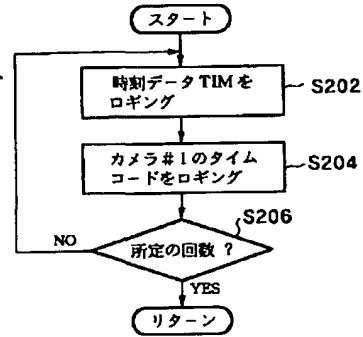 スタート
時刻データTIMを
ロギング
S202
カメラ#1のタイム
コードをロギング
S204
S206
所定の回数 ?
NO
YES
リターン